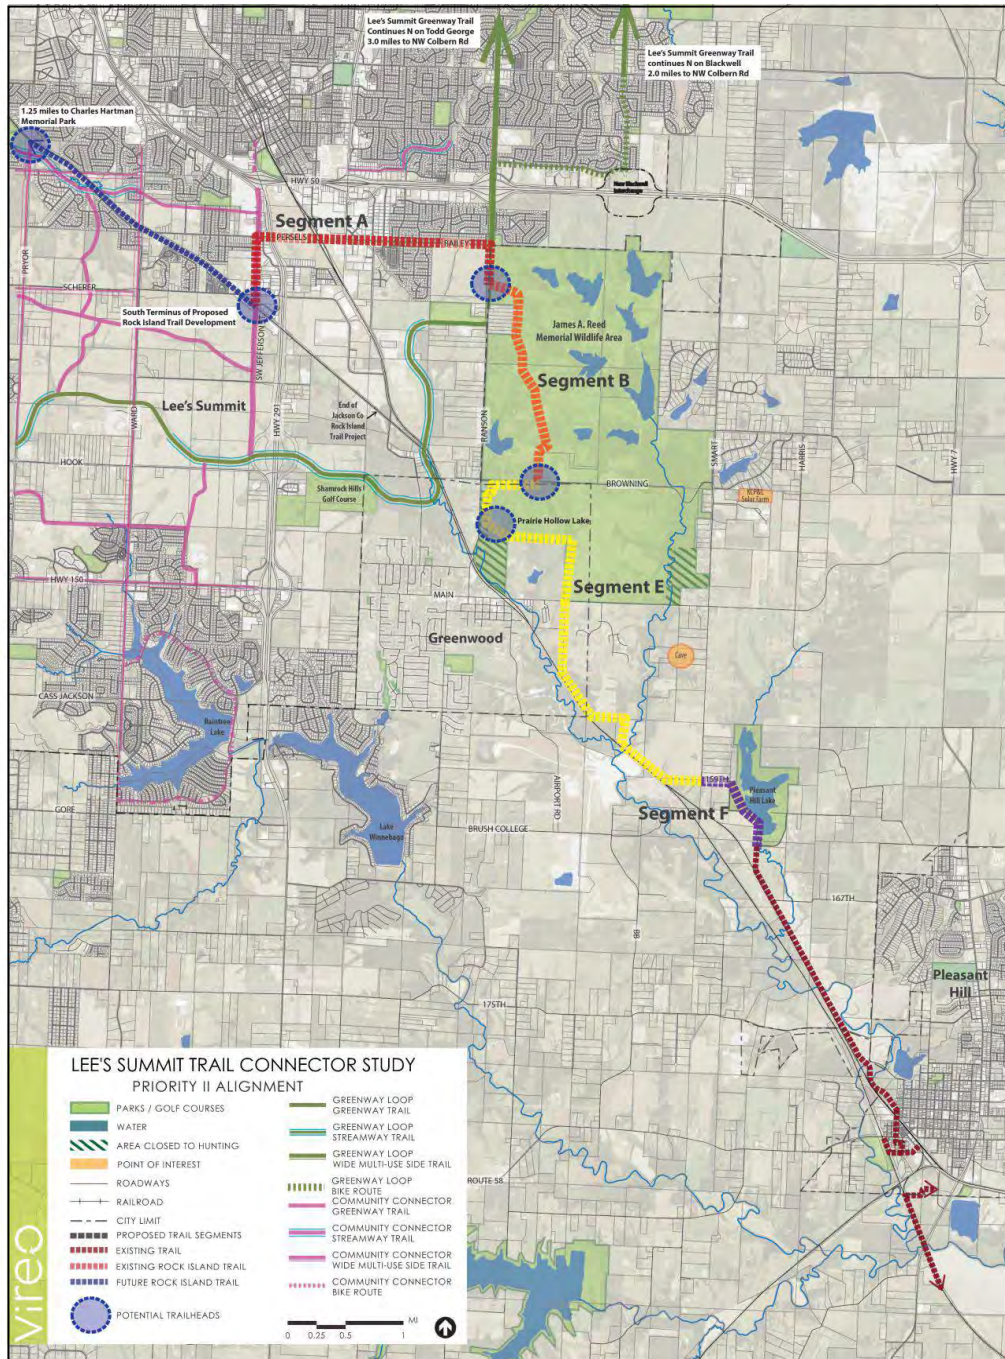 Lee's Summit Greenway Trail
Continues N on Todd George
3.0 miles to NW Colbern Rd
Lee's Summit Greenway Trail
continues N on Blackwell
2.0 miles to NW Colbern Rd
1.25 miles to Charles Hartman
Memorial Park
HWY 50
New Blackwell
Interchange
Segment A
PERSELS
BAILEY
PRYOR
SCHERER
South Terminus of Proposed
Rock Island Trail Development
SW JEFFERSON
James A. Reed
Memorial Wildlife Area
Segment B
Lee's Summit
WARD
HWY 291
End of
Jackson Co
Rock Island
Trail Project
RANSON
HOOK
Shamrock Hills
Golf Course
BROWNING
SMART
HARRIS
HWY 7
KCP&L
Solar Farm
Prairie Hollow Lake
HWY 150
Segment E
MAIN
Greenwood
Cave
CASS JACKSON
Raintree
Lake
GORE
Lake
Winnebago
AIRPORT RD
159TH
Pleasant
Hill Lake
Segment F
BRUSH COLLEGE
167TH
BB
Pleasant
Hill
175TH
ROUTE 58
LEE'S SUMMIT TRAIL CONNECTOR STUDY
PRIORITY II ALIGNMENT
PARKS / GOLF COURSES
WATER
AREA CLOSED TO HUNTING
POINT OF INTEREST
ROADWAYS
RAILROAD
CITY LIMIT
PROPOSED TRAIL SEGMENTS
EXISTING TRAIL
EXISTING ROCK ISLAND TRAIL
FUTURE ROCK ISLAND TRAIL
POTENTIAL TRAILHEADS
GREENWAY LOOP
GREENWAY TRAIL
GREENWAY LOOP
STREAMWAY TRAIL
GREENWAY LOOP
WIDE MULTI-USE SIDE TRAIL
GREENWAY LOOP
BIKE ROUTE
COMMUNITY CONNECTOR
GREENWAY TRAIL
COMMUNITY CONNECTOR
STREAMWAY TRAIL
COMMUNITY CONNECTOR
WIDE MULTI-USE SIDE TRAIL
COMMUNITY CONNECTOR
BIKE ROUTE
MI
0 0.25 0.5 1
Vireo